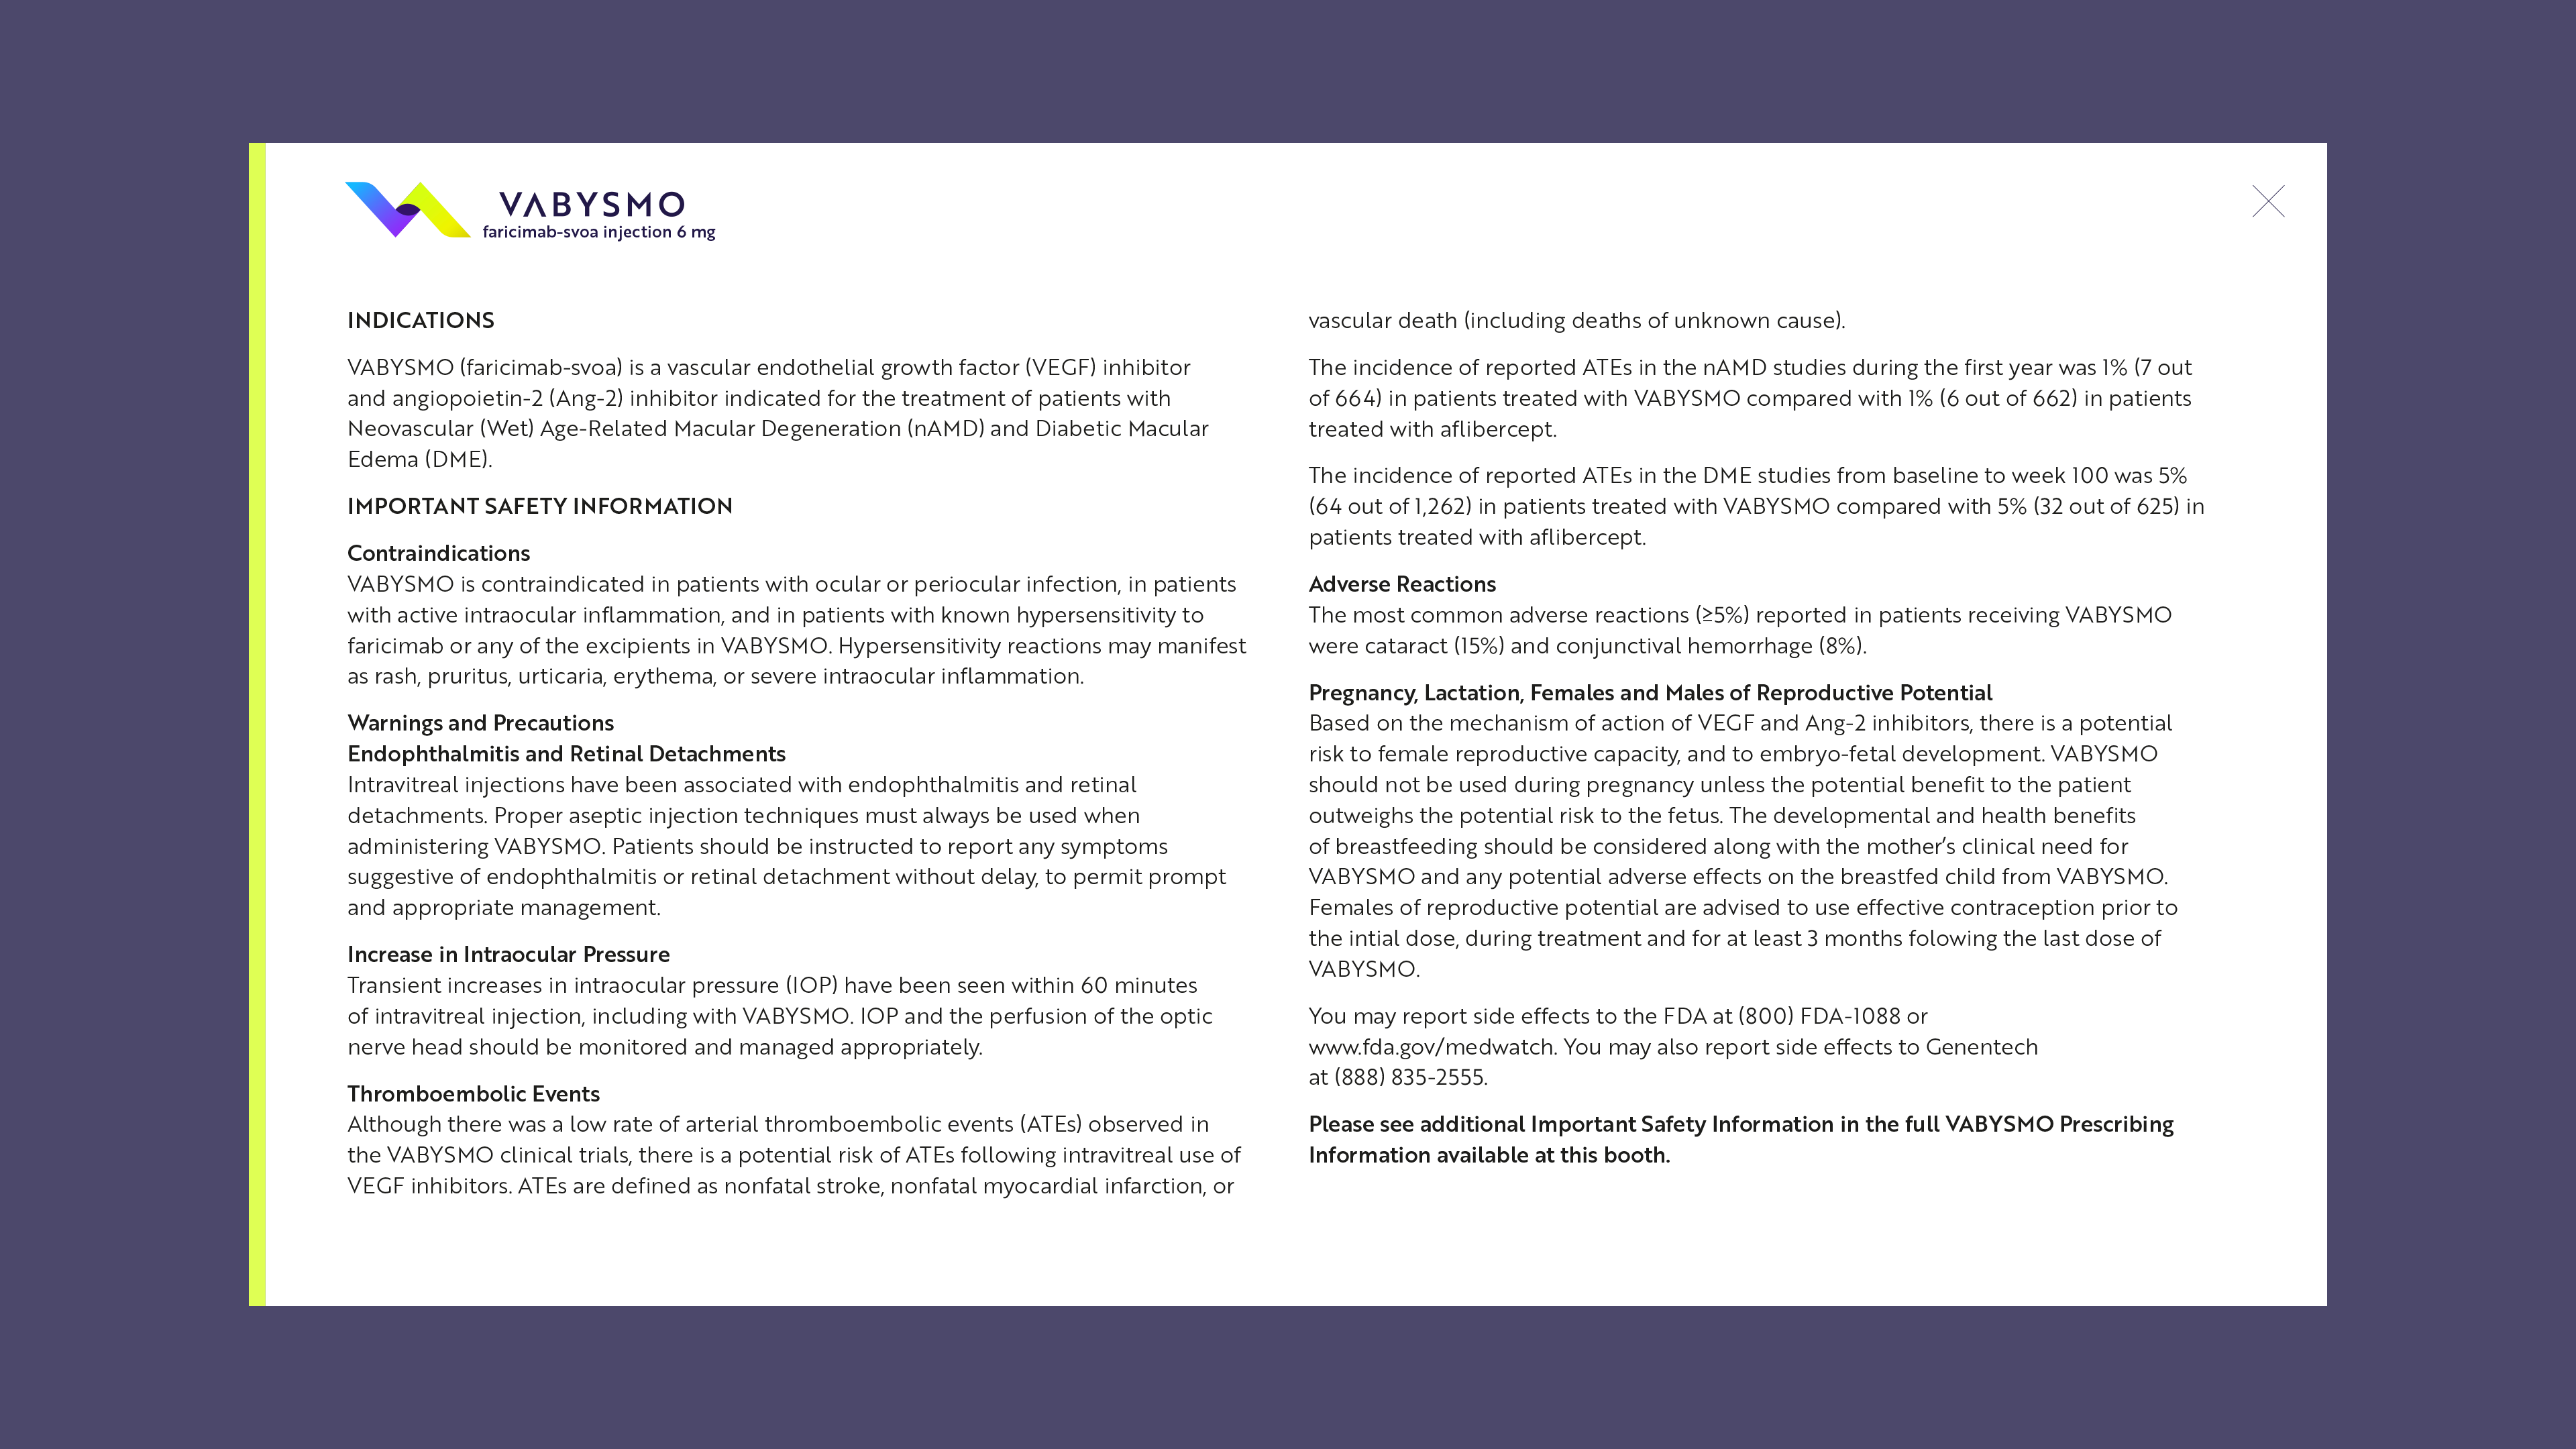 VABYSMO
faricimab-svoa injection 6 mg
INDICATIONS
VABYSMO (faricimab-svoa) is a vascular endothelial growth factor (VEGF) inhibitor
and angiopoietin-2 (Ang-2) inhibitor indicated for the treatment of patients with
Neovascular (Wet) Age-Related Macular Degeneration (nAMD) and Diabetic Macular
Edema (DME).
IMPORTANT SAFETY INFORMATION
Contraindications
VABYSMO is contraindicated in patients with ocular or periocular infection, in patients
with active intraocular inflammation, and in patients with known hypersensitivity to
faricimab or any of the excipients in VABYSMO. Hypersensitivity reactions may manifest
as rash, pruritus, urticaria, erythema, or severe intraocular inflammation.
Warnings and Precautions
Endophthalmitis and Retinal Detachments
Intravitreal injections have been associated with endophthalmitis and retinal
detachments. Proper aseptic injection techniques must always be used when
administering VABYSMO. Patients should be instructed to report any symptoms
suggestive of endophthalmitis or retinal detachment without delay, to permit prompt
and appropriate management.
Increase in Intraocular Pressure
Transient increases in intraocular pressure (IOP) have been seen within 60 minutes
of intravitreal injection, including with VABYSMO. IOP and the perfusion of the optic
nerve head should be monitored and managed appropriately.
Thromboembolic Events
Although there was a low rate of arterial thromboembolic events (ATEs) observed in
the VABYSMO clinical trials, there is a potential risk of ATEs following intravitreal use of
VEGF inhibitors. ATEs are defined as nonfatal stroke, nonfatal myocardial infarction, or
vascular death (including deaths of unknown cause).
The incidence of reported ATEs in the nAMD studies during the first year was 1% (7 out
of 664) in patients treated with VABYSMO compared with 1% (6 out of 662) in patients
treated with aflibercept.
The incidence of reported ATEs in the DME studies from baseline to week 100 was 5%
(64 out of 1,262) in patients treated with VABYSMO compared with 5% (32 out of 625) in
patients treated with aflibercept.
Adverse Reactions
The most common adverse reactions (≥5%) reported in patients receiving VABYSMO
were cataract (15%) and conjunctival hemorrhage (8%).
Pregnancy, Lactation, Females and Males of Reproductive Potential
Based on the mechanism of action of VEGF and Ang-2 inhibitors, there is a potential
risk to female reproductive capacity, and to embryo-fetal development. VABYSMO
should not be used during pregnancy unless the potential benefit to the patient
outweighs the potential risk to the fetus. The developmental and health benefits
of breastfeeding should be considered along with the mother’s clinical need for
VABYSMO and any potential adverse effects on the breastfed child from VABYSMO.
Females of reproductive potential are advised to use effective contraception prior to
the intial dose, during treatment and for at least 3 months folowing the last dose of
VABYSMO.
You may report side effects to the FDA at (800) FDA-1088 or
www.fda.gov/medwatch. You may also report side effects to Genentech
at (888) 835-2555.
Please see additional Important Safety Information in the full VABYSMO Prescribing
Information available at this booth.